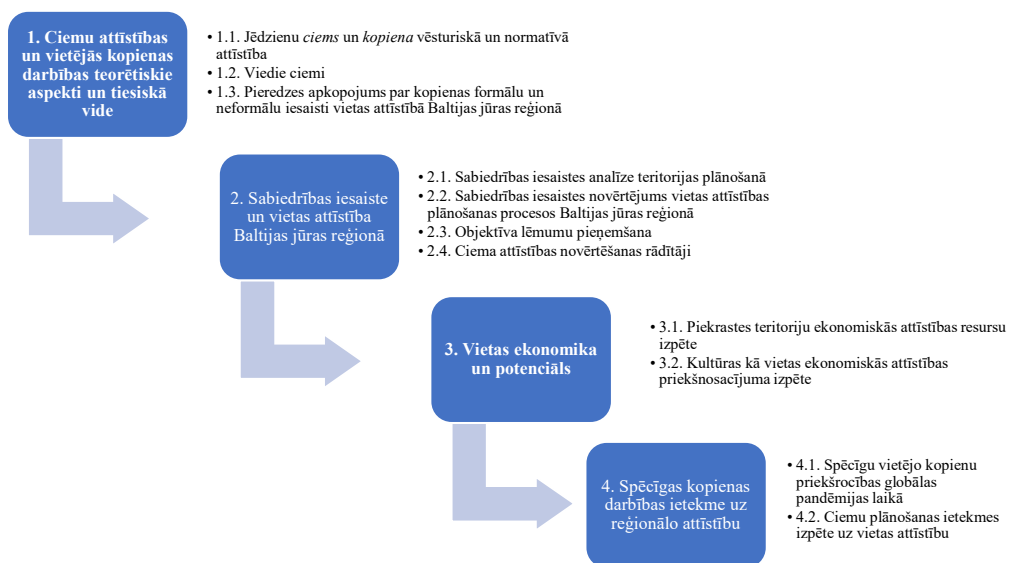 1. Ciemu attīstības
un vietējās kopienas
darbības teorētiskie
aspekti un tiesiskā
vide
• 1.1. Jēdzienu ciems un kopiena vēsturiskā un normatīvā
attīstība
• 1.2. Viedie ciemi
• 1.3. Pieredzes apkopojums par kopienas formālu un
neformālu iesaisti vietas attīstībā Baltijas jūras reģionā
2. Sabiedrības iesaiste
un vietas attīstība
Baltijas jūras reģionā
• 2.1. Sabiedrības iesaistes analīze teritorijas plānošanā
• 2.2. Sabiedrības iesaistes novērtējums vietas attīstības
plānošanas procesos Baltijas jūras reģionā
• 2.3. Objektīva lēmumu pieņemšana
• 2.4. Ciema attīstības novērtēšanas rādītāji
3. Vietas ekonomika
un potenciāls
• 3.1. Piekrastes teritoriju ekonomiskās attīstības resursu
izpēte
• 3.2. Kultūras kā vietas ekonomiskās attīstības
priekšnosacījuma izpēte
4. Spēcīgas kopienas
darbības ietekme uz
reģionālo attīstību
• 4.1. Spēcīgu vietējo kopienu
priekšrocības globālas
pandēmijas laikā
• 4.2. Ciemu plānošanas ietekmes
izpēte uz vietas attīstību